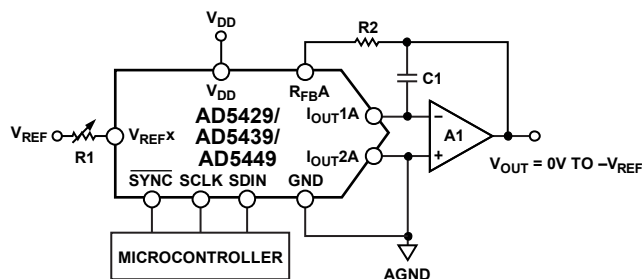 VDD
R2
VDD
RFBA
C1
AD5429/
AD5439/
AD5449
IOUT1A
VREF
R1
VREFx
A1
IOUT2A
VOUT = 0V TO –VREF
SYNC SCLK SDIN GND
MICROCONTROLLER
AGND